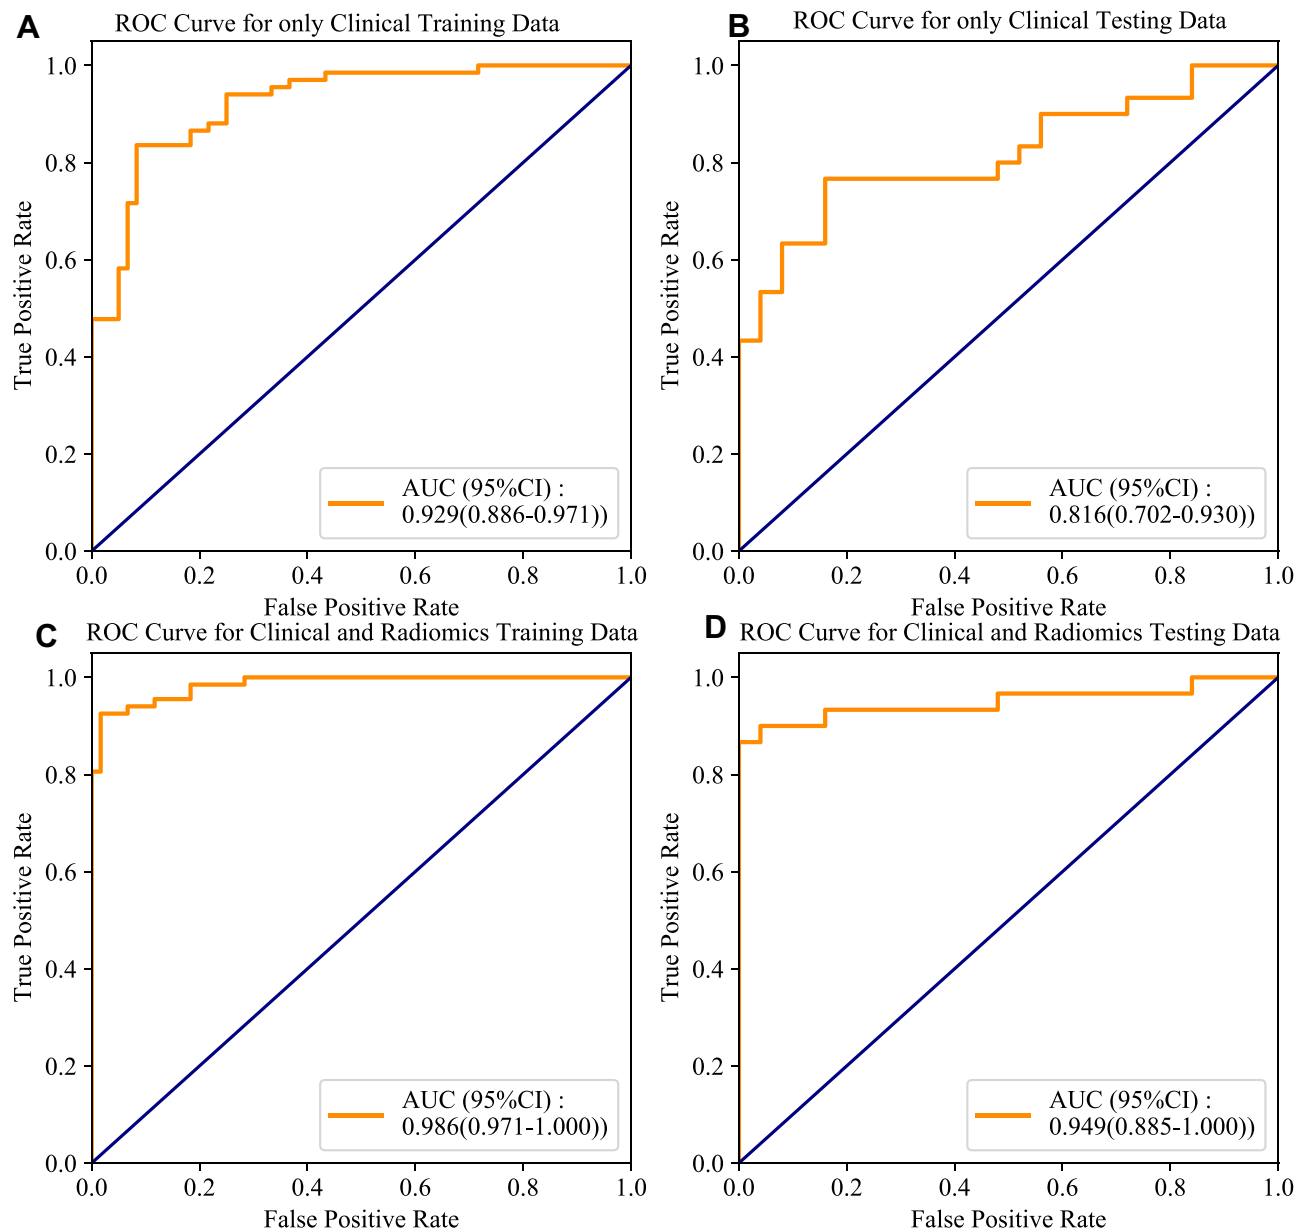 A
ROC Curve for only Clinical Training Data
1.0
0.8
0.6
0.4
0.2
0.0
True Positive Rate
AUC (95%CI) :
0.929(0.886-0.971))
0.0 0.2 0.4 0.6 0.8 1.0
False Positive Rate
B
ROC Curve for only Clinical Testing Data
1.0
0.8
0.6
0.4
0.2
0.0
True Positive Rate
AUC (95%CI) :
0.816(0.702-0.930))
0.0 0.2 0.4 0.6 0.8 1.0
False Positive Rate
C
ROC Curve for Clinical and Radiomics Training Data
1.0
0.8
0.6
0.4
0.2
0.0
True Positive Rate
AUC (95%CI) :
0.986(0.971-1.000))
0.0 0.2 0.4 0.6 0.8 1.0
False Positive Rate
D
ROC Curve for Clinical and Radiomics Testing Data
1.0
0.8
0.6
0.4
0.2
0.0
True Positive Rate
AUC (95%CI) :
0.949(0.885-1.000))
0.0 0.2 0.4 0.6 0.8 1.0
False Positive Rate